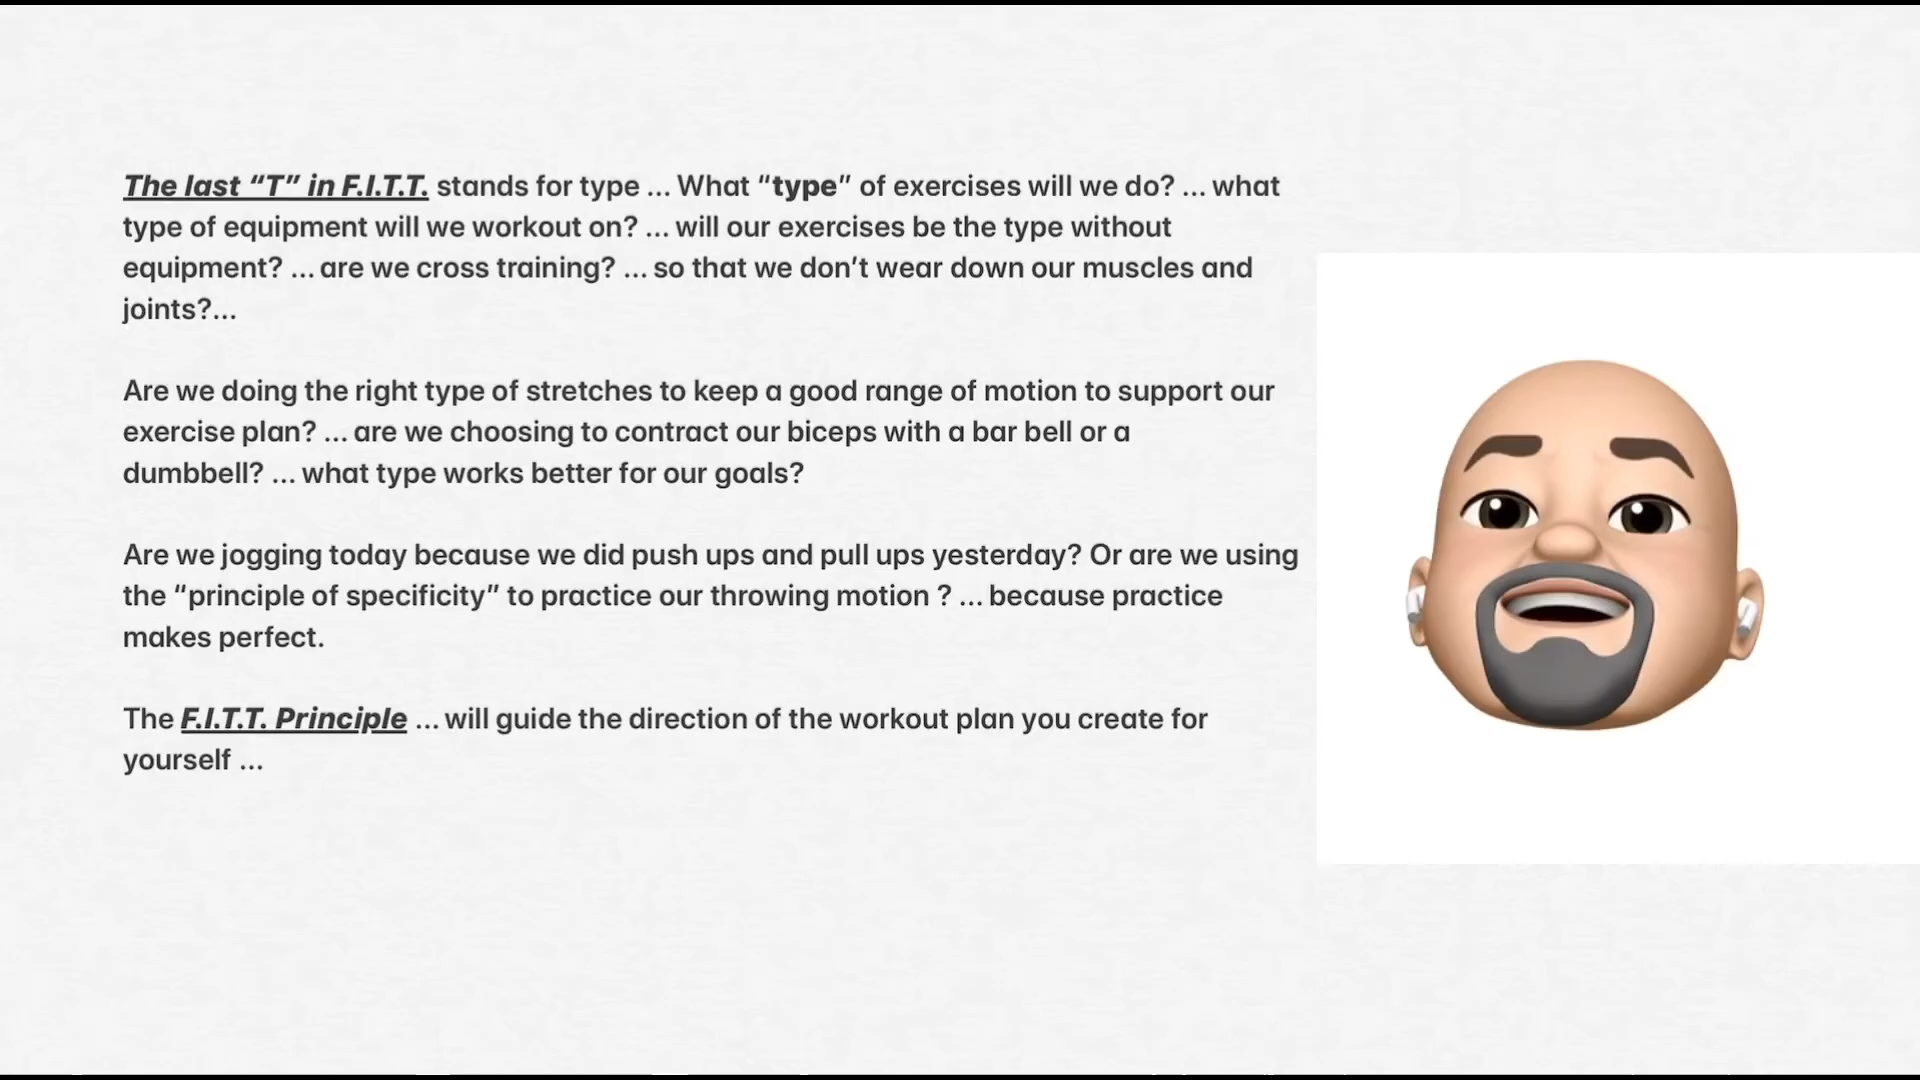 The last “T” in F.I.T.T. stands for type ... What “type” of exercises will we do? ... what
type of equipment will we workout on? ... will our exercises be the type without
equipment? ... are we cross training? ... so that we don’t wear down our muscles and
joints?...
Are we doing the right type of stretches to keep a good range of motion to support our
exercise plan? ... are we choosing to contract our biceps with a bar bell or a
dumbbell? ... what type works better for our goals?
Are we jogging today because we did push ups and pull ups yesterday? Or are we using
the “principle of specificity” to practice our throwing motion ? ... because practice
makes perfect.
The F.I.T.T. Principle ... will guide the direction of the workout plan you create for
yourself ...